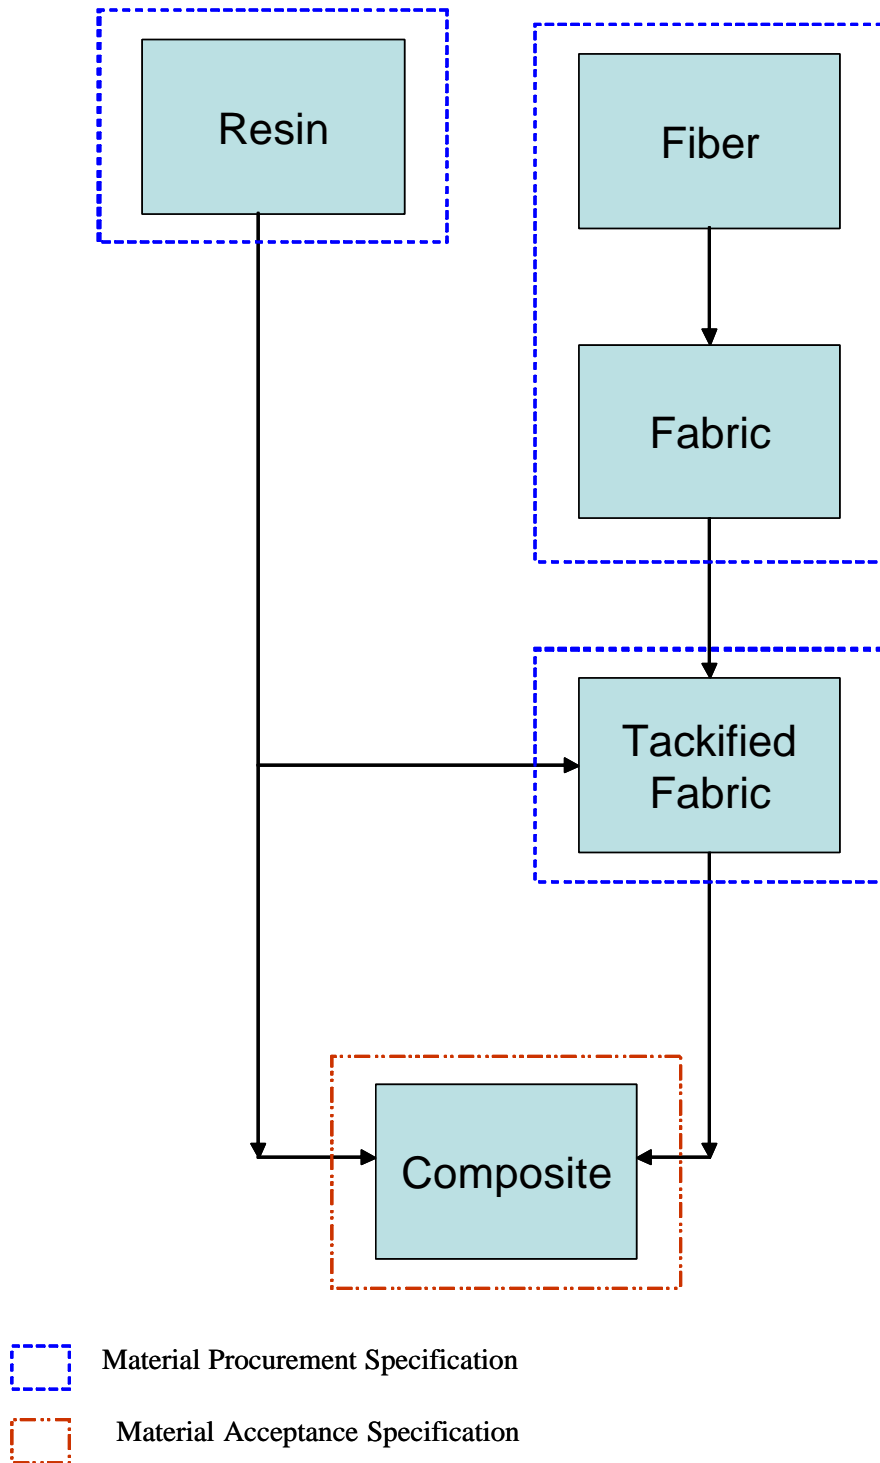 Resin
Fiber
Fabric
Tackified
Fabric
Composite
Material Procurement Specification
Material Acceptance Specification